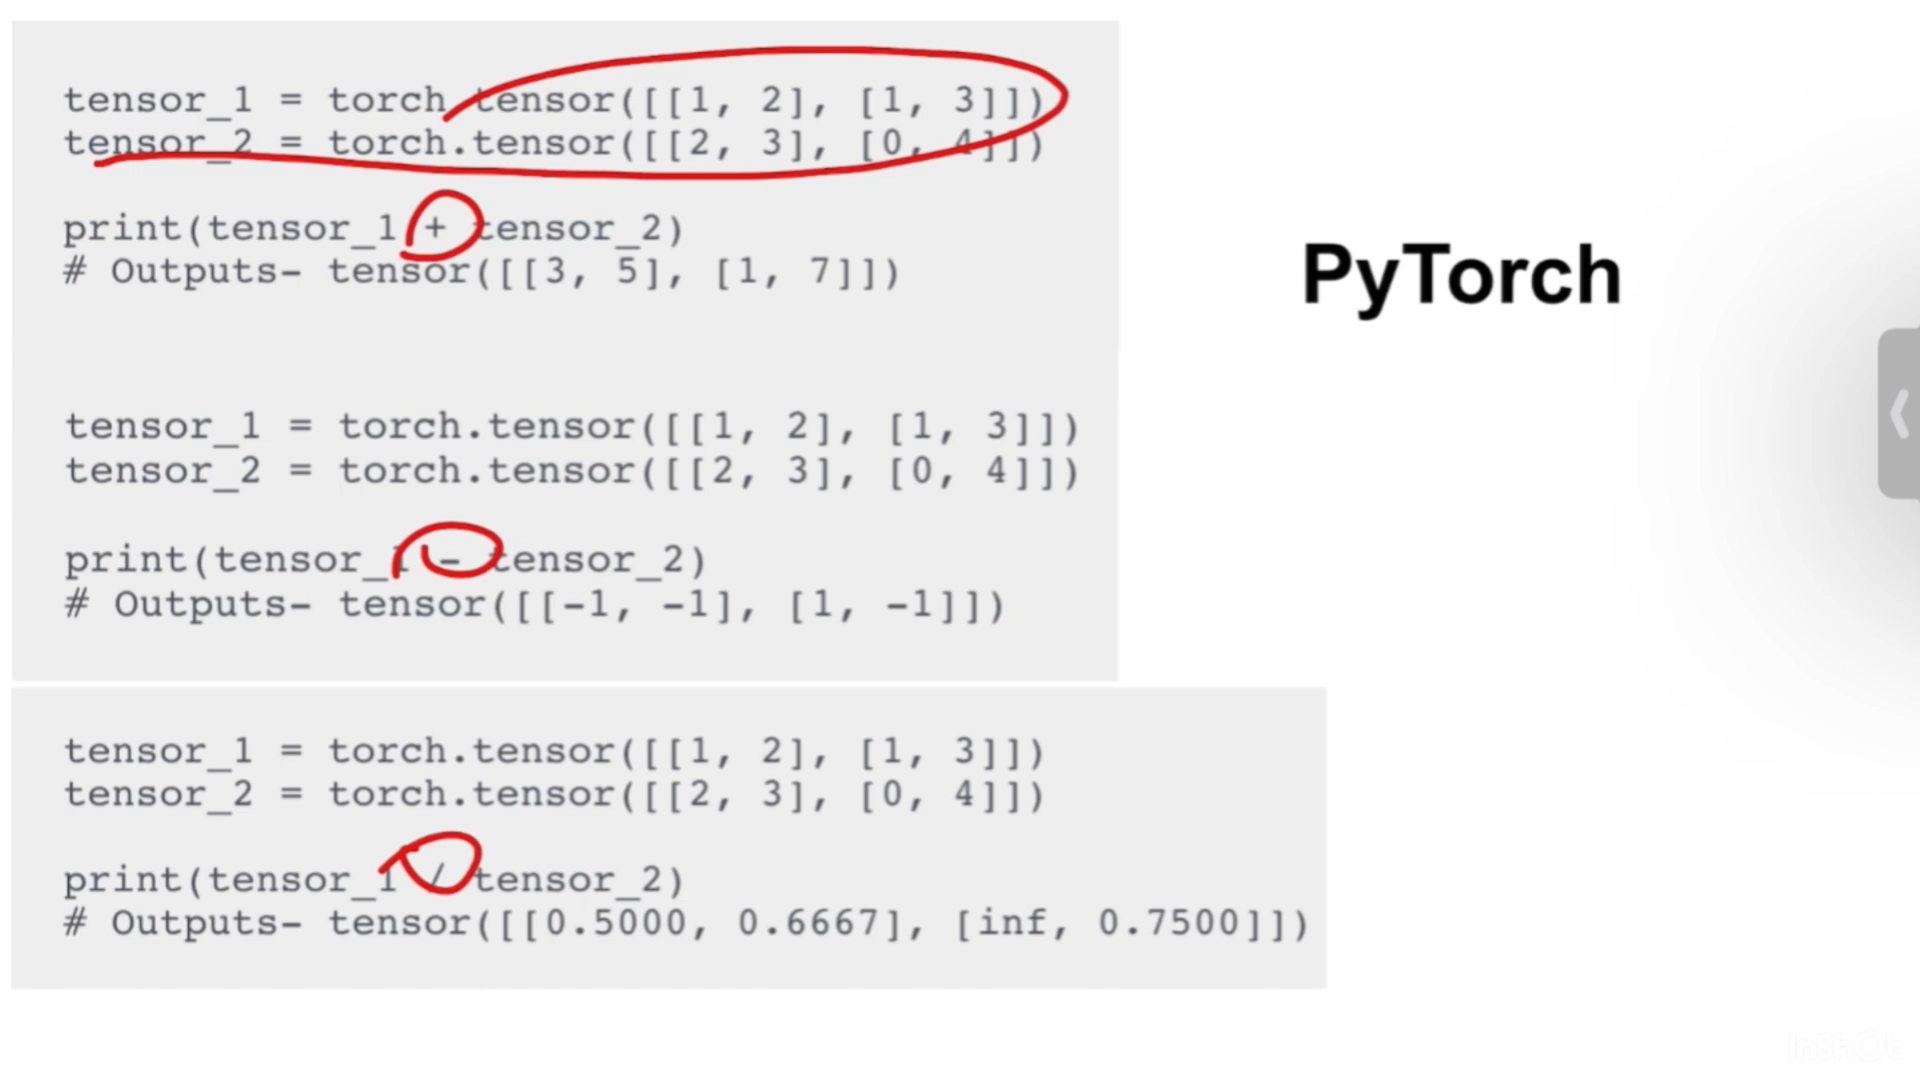 tensor_1 = torch.tensor([[1, 2], [1, 3]])
tensor_2 = torch.tensor([[2, 3], [0, 4]])
print(tensor_1 + tensor_2)
# Outputs- tensor([[3, 5], [1, 7]])
PyTorch
tensor_1 = torch.tensor([[1, 2], [1, 3]])
tensor_2 = torch.tensor([[2, 3], [0, 4]])
print(tensor_1 - tensor_2)
# Outputs- tensor([[-1, -1], [1, -1]])
tensor_1 = torch.tensor([[1, 2], [1, 3]])
tensor_2 = torch.tensor([[2, 3], [0, 4]])
print(tensor_1 / tensor_2)
# Outputs- tensor([[0.5000, 0.6667], [inf, 0.7500]])
InShOt